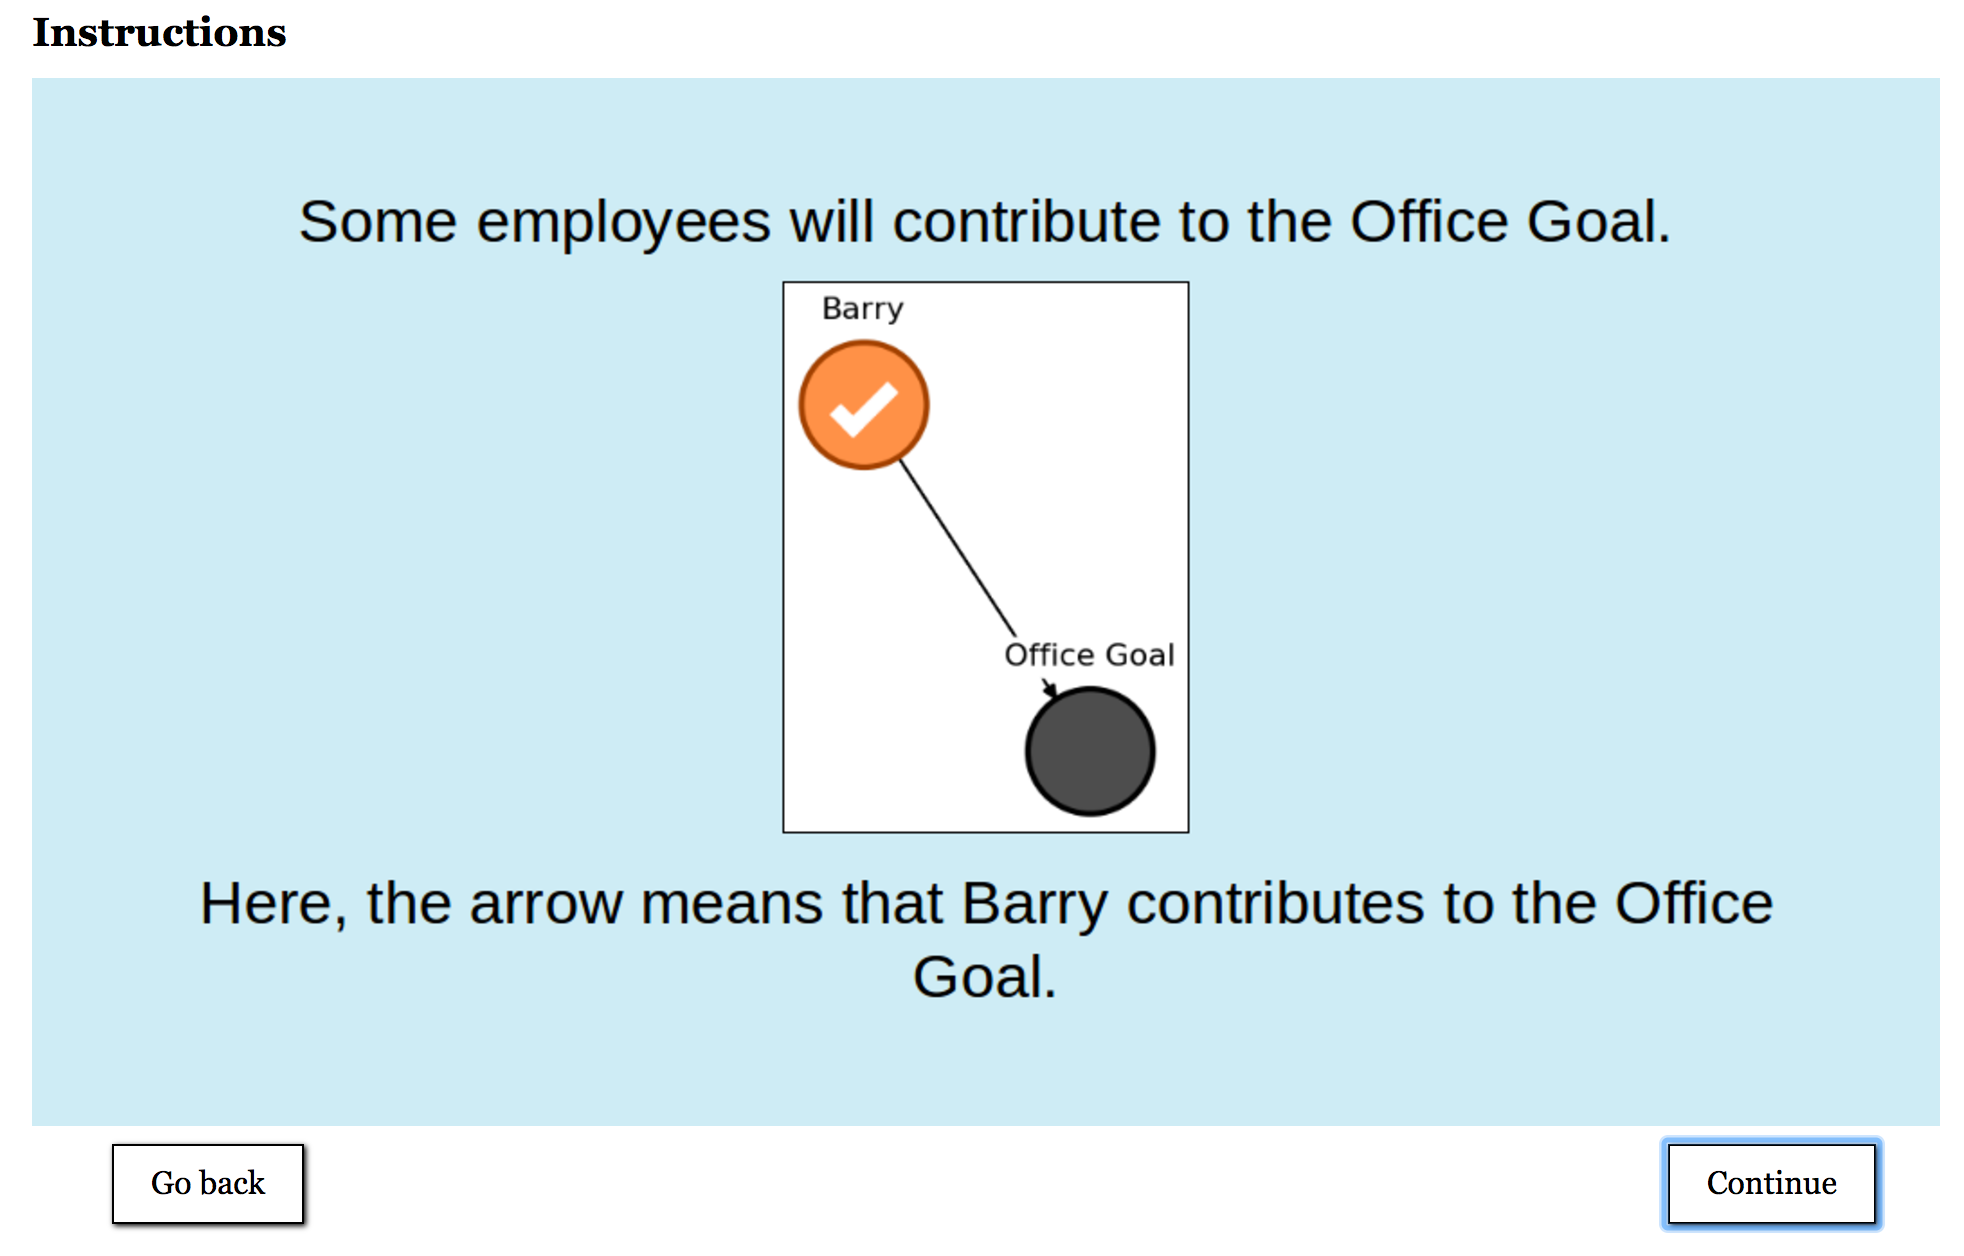 Instructions
Some employees will contribute to the Office Goal.
Barry
Office Goal
Here, the arrow means that Barry contributes to the Office
Goal.
Go back
Continue